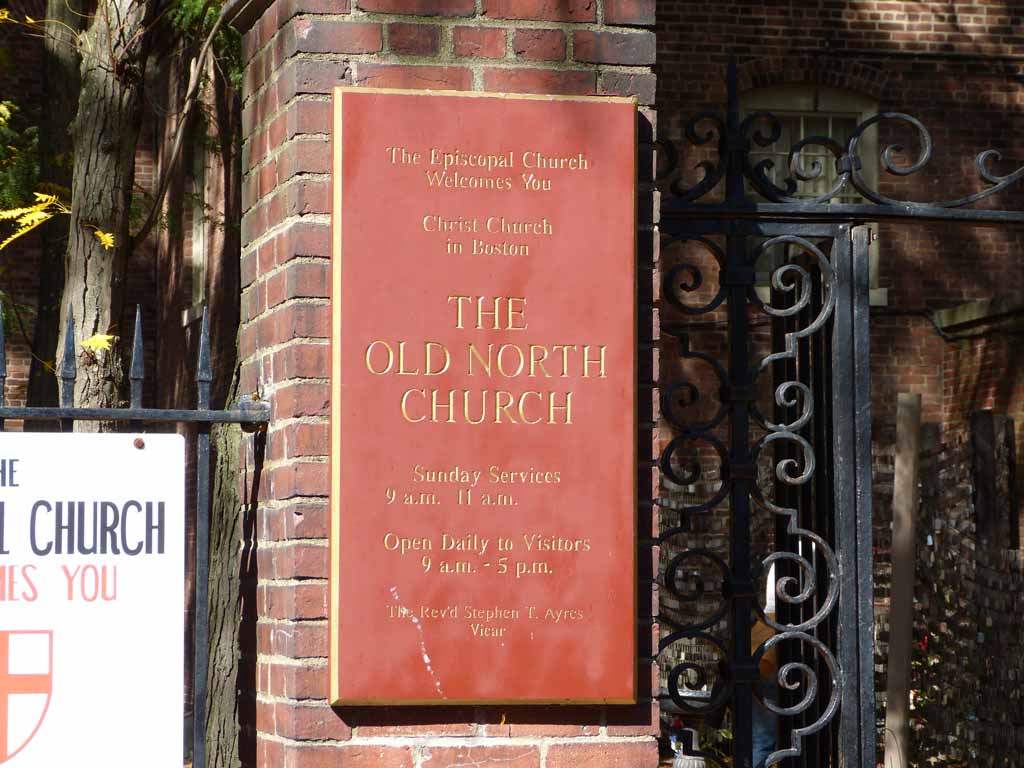 The Episcopal Church
Welcomes You
Christ Church
in Boston
THE
OLD NORTH
CHURCH
Sunday Services
9 a.m. 11 a.m.
Open Daily to Visitors
9 a.m. - 5 p.m.
The Rev'd Stephen T. Ayres
Vicar
HE
L CHURCH
MES YOU